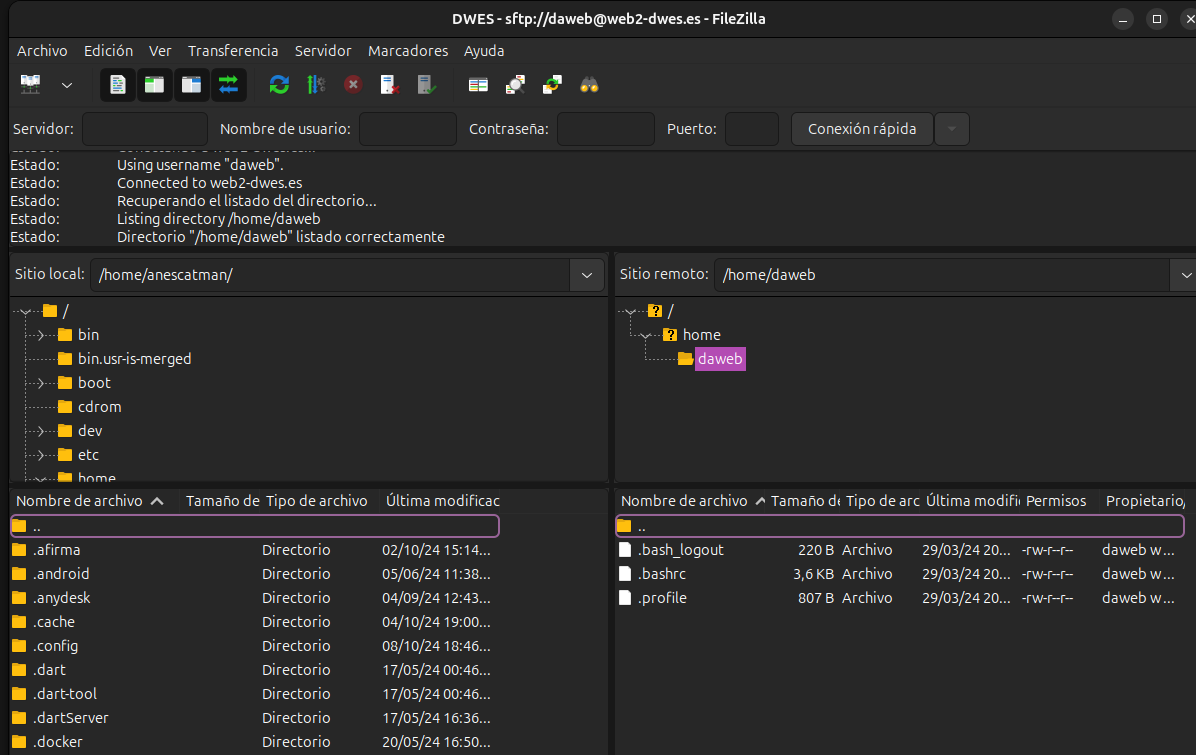 DWES - sftp://daweb@web2-dwes.es - FileZilla
Archivo Edición Ver Transferencia Servidor Marcadores Ayuda
Servidor: Nombre de usuario: Contraseña: Puerto: Conexión rápida
Estado: Using username "daweb".
Estado: Connected to web2-dwes.es
Estado: Recuperando el listado del directorio...
Estado: Listing directory /home/daweb
Estado: Directorio "/home/daweb" listado correctamente
Sitio local: /home/anescatman/
/
bin
bin.usr-is-merged
boot
cdrom
dev
etc
home
Sitio remoto: /home/daweb
/
home
daweb
Nombre de archivo Tamaño de Tipo de archivo Última modificac
..
.afirma Directorio 02/10/24 15:14...
.android Directorio 05/06/24 11:38...
.anydesk Directorio 04/09/24 12:43...
.cache Directorio 04/10/24 19:00...
.config Directorio 08/10/24 18:46...
.dart Directorio 17/05/24 00:46...
.dart-tool Directorio 17/05/24 00:46...
.dartServer Directorio 17/05/24 16:36...
.docker Directorio 20/05/24 16:50...
Nombre de archivo Tamaño de Tipo de arc Última modifi Permisos Propietario/
..
.bash_logout 220 B Archivo 29/03/24 20... -rw-r--r-- daweb w...
.bashrc 3,6 KB Archivo 29/03/24 20... -rw-r--r-- daweb w...
.profile 807 B Archivo 29/03/24 20... -rw-r--r-- daweb w...